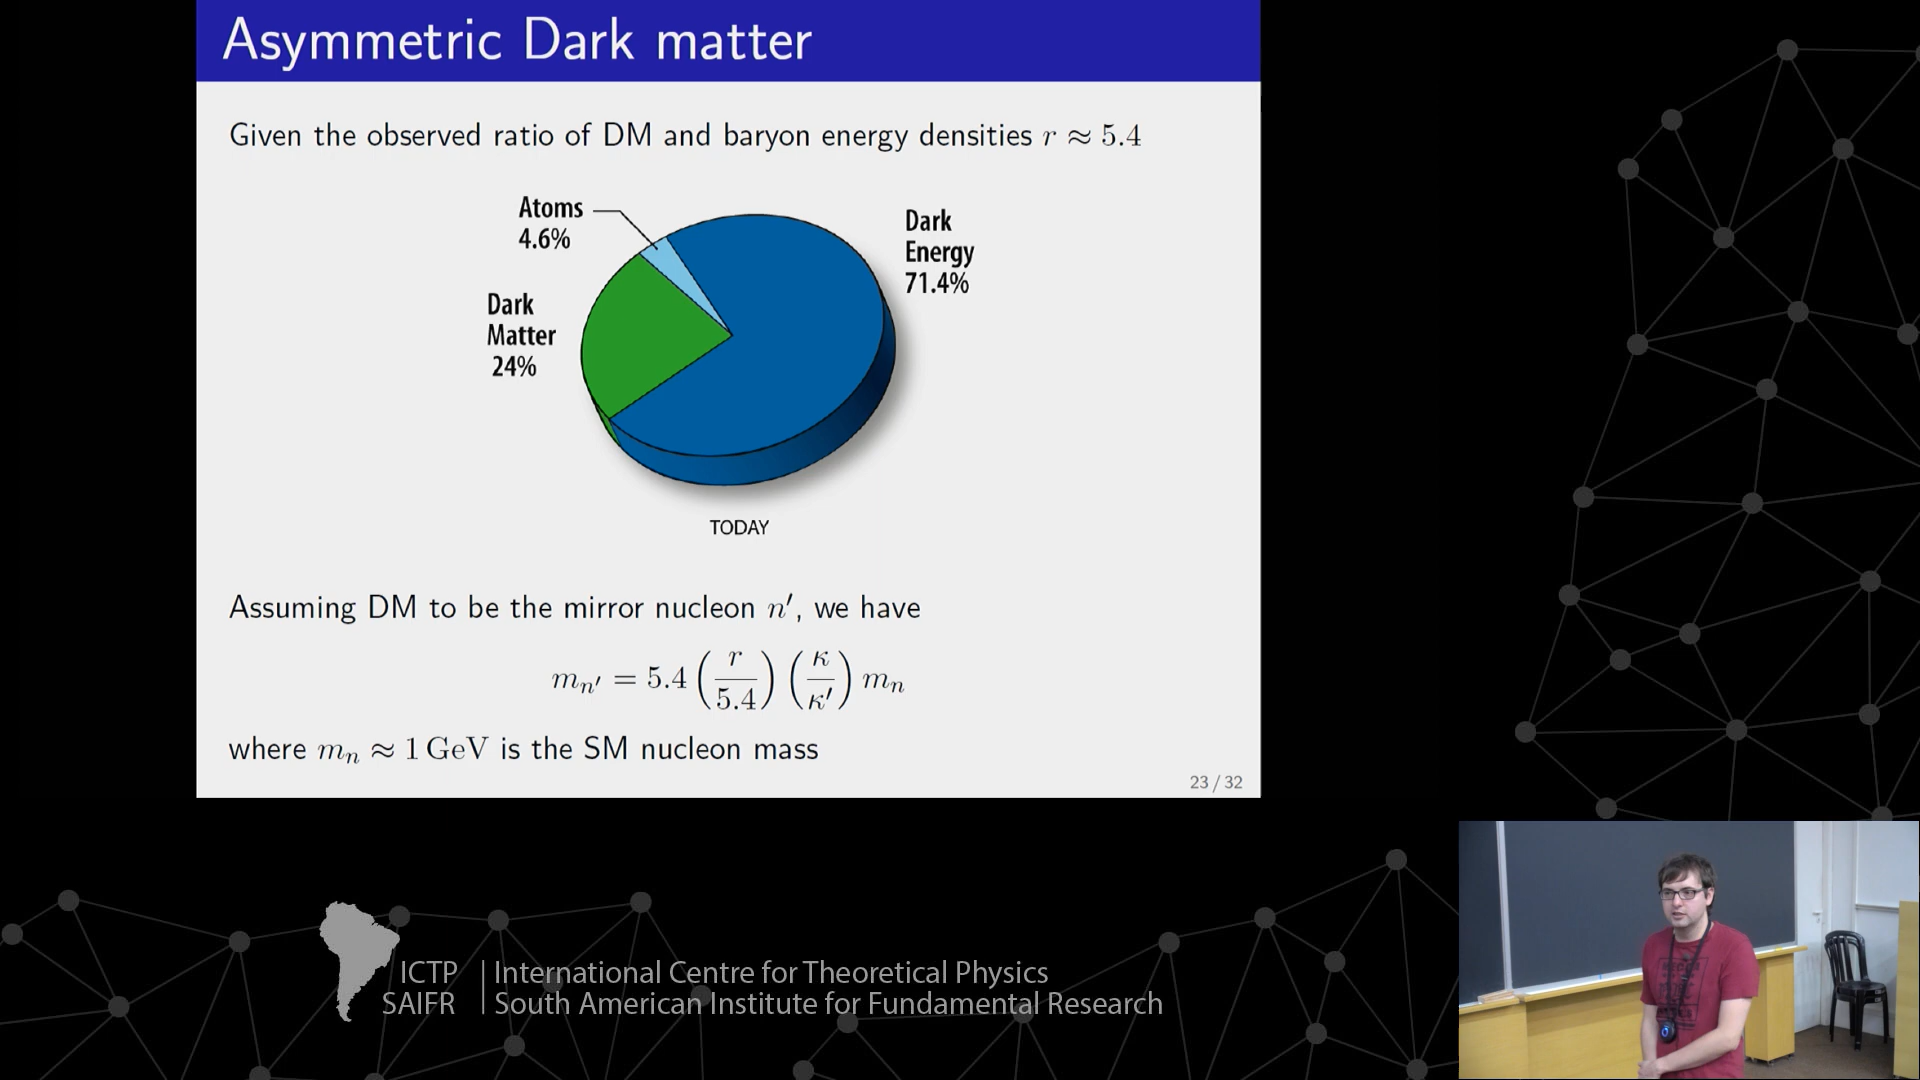 Asymmetric Dark matter
Given the observed ratio of DM and baryon energy densities r ≈ 5.4
Atoms
4.6%
Dark
Energy
71.4%
Dark
Matter
24%
TODAY
Assuming DM to be the mirror nucleon n′, we have
m_{n′} = 5.4 (r/5.4) (κ/κ′) m_n
where m_n ≈ 1 GeV is the SM nucleon mass
23 / 32
ICTP | International Centre for Theoretical Physics
SAIFR | South American Institute for Fundamental Research